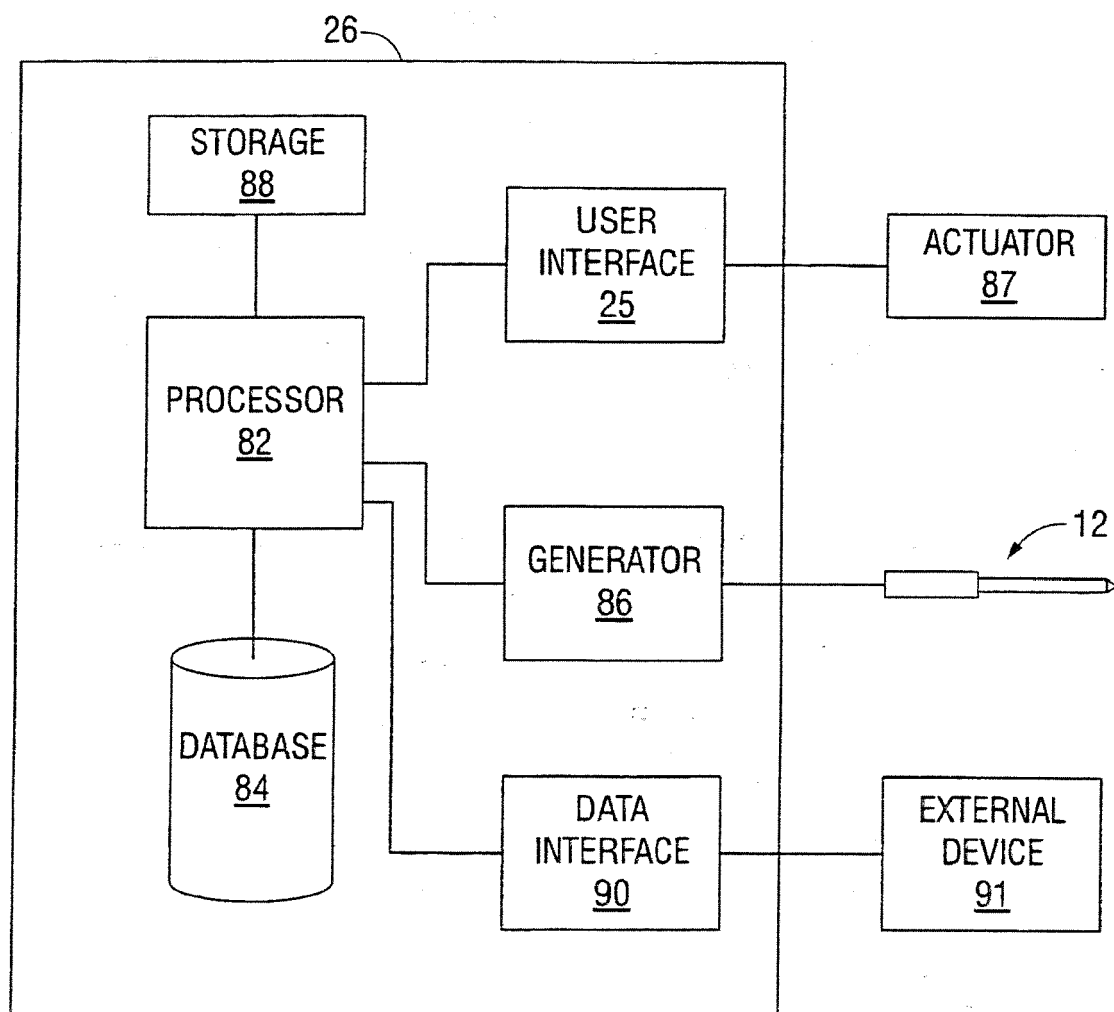 26
STORAGE
88
USER
INTERFACE
25
ACTUATOR
87
PROCESSOR
82
GENERATOR
86
12
DATABASE
84
DATA
INTERFACE
90
EXTERNAL
DEVICE
91